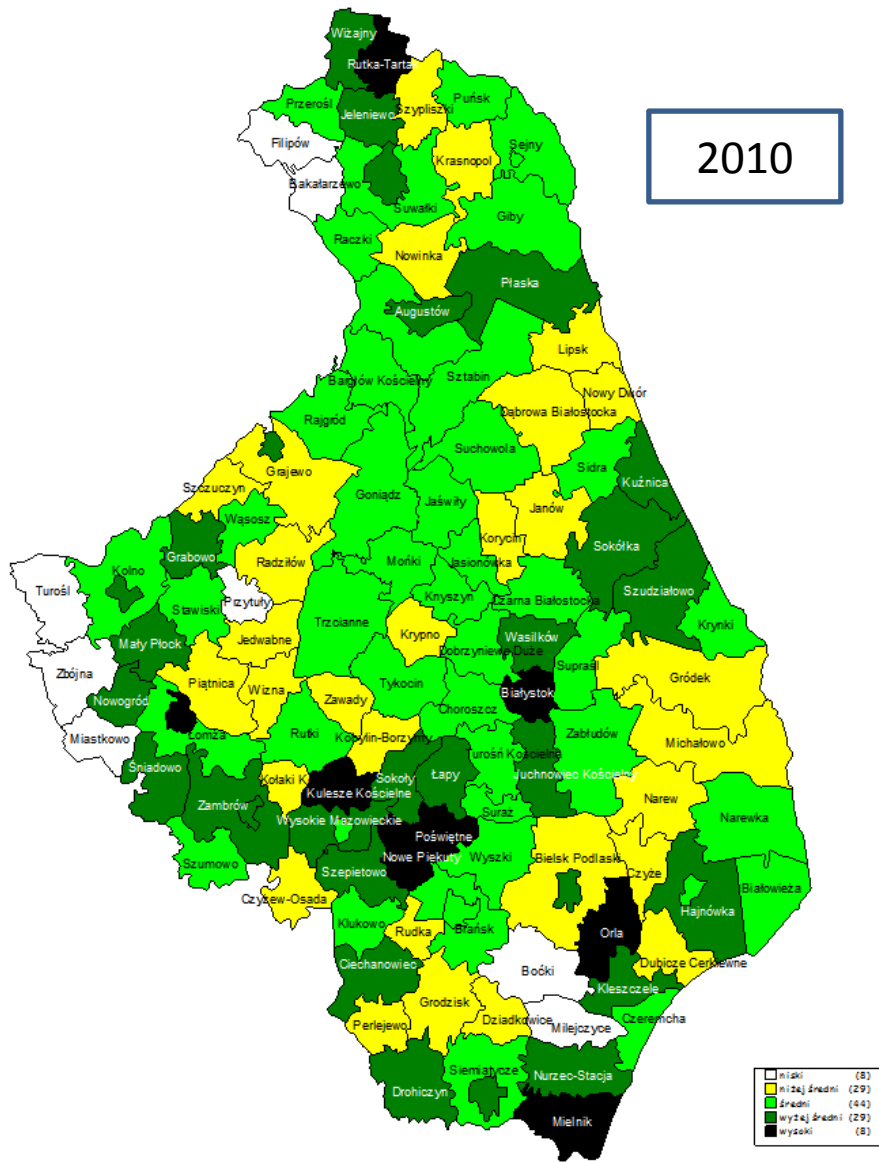 Wiżajny
Rutka-Tarta
2010
Szypliszki
Puńsk
Przerośl
Jeleniewo
Filipów
Sejny
Krasnopol
Bakałarzewo
Suwałki
Giby
Raczki
Nowinka
Płaska
Augustów
Lipsk
Bargłów Kościelny
Sztabin
Nowy Dwór
Dąbrowa Białostocka
Rajgród
Suchowola
Grajewo
Sidra
Kuźnica
Szczuczyn
Goniądz
Jaświły
Janów
Wąsosz
Korycin
Sokółka
Grabowo
Radziłów
Mońki
Jasionówka
Kolno
Turośl
Szudziałowo
Przytuły
Knyszyn
Czarna Białostocka
Stawiski
Trzcianne
Krynki
Krypno
Wasilków
Jedwabne
Mały Płock
Dobrzyniewo Duże
Supraśl
Zbójna
Piątnica
Wizna
Tykocin
Gródek
Nowogród
Zawady
Białystok
Choroszcz
Miastkowo
Łomża
Rutki
Kobylin-Borzymy
Zabłudów
Michałowo
Turośń Kościelna
Śniadowo
Kołaki K
Sokoły
Łapy
Juchnowiec Kościelny
Kulesze Kościelne
Narew
Zambrów
Suraż
Narewka
Wysokie Mazowieckie
Poświętne
Nowe Piekuty
Wyszki
Bielsk Podlaski
Szumowo
Szepietowo
Czyże
Białowieża
Czyżew-Osada
Hajnówka
Klukowo
Rudka
Brańsk
Orla
Ciechanowiec
Boćki
Dubicze Cerkiewne
Kleszczele
Grodzisk
Perlejewo
Dziadkowice
Milejczyce
Czeremcha
Siemiatycze
Nurzec-Stacja
Drohiczyn
Mielnik
niski (8)
niżej średni (29)
średni (44)
wyżej średni (29)
wysoki (8)